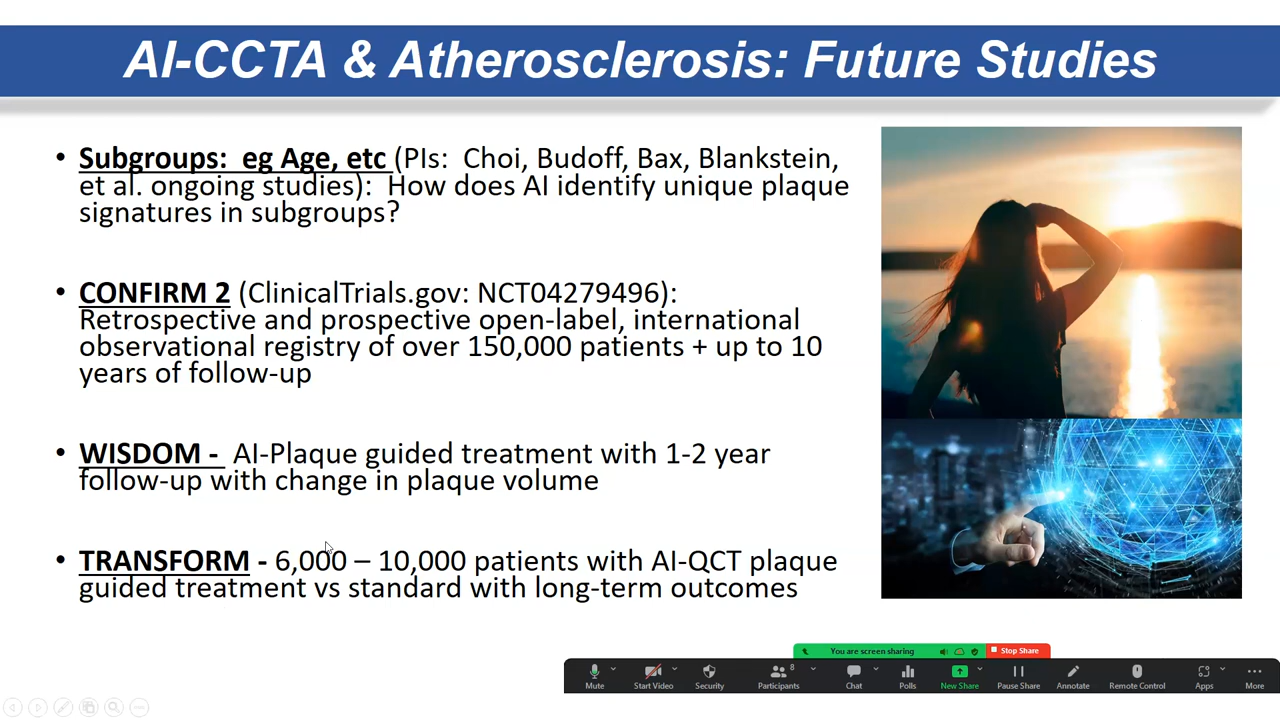 AI-CCTA & Atherosclerosis: Future Studies
• Subgroups:  eg Age, etc (PIs:  Choi, Budoff, Bax, Blankstein,
et al. ongoing studies):  How does AI identify unique plaque
signatures in subgroups?
• CONFIRM 2 (ClinicalTrials.gov: NCT04279496):
Retrospective and prospective open-label, international
observational registry of over 150,000 patients + up to 10
years of follow-up
• WISDOM -  AI-Plaque guided treatment with 1-2 year
follow-up with change in plaque volume
• TRANSFORM - 6,000 – 10,000 patients with AI-QCT plaque
guided treatment vs standard with long-term outcomes
You are screen sharing
Stop Share
8
Mute
Start Video
Security
Participants
Chat
Polls
New Share
Pause Share
Annotate
Remote Control
Apps
More